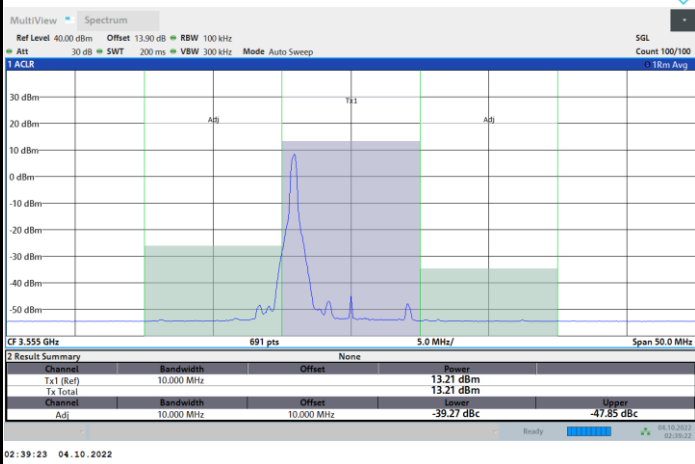 MultiView Spectrum
Ref Level 40.00 dBm Offset 13.90 dB RBW 100 kHz SGL
Att 30 dB SWT 200 ms VBW 300 kHz Mode Auto Sweep Count 100/100
1 ACLR 1Rm Avg
30 dBm
Tx1
20 dBm
Adj
Adj
10 dBm
0 dBm
-10 dBm
-20 dBm
-30 dBm
-40 dBm
-50 dBm
CF 3.555 GHz 691 pts 5.0 MHz/ Span 50.0 MHz
2 Result Summary None
Channel Bandwidth Offset Power
Tx1 (Ref) 10.000 MHz 13.21 dBm
Tx Total 13.21 dBm
Channel Bandwidth Offset Lower Upper
Adj 10.000 MHz 10.000 MHz -39.27 dBc -47.85 dBc
Ready 04.10.2022
02:39:22
02:39:23 04.10.2022